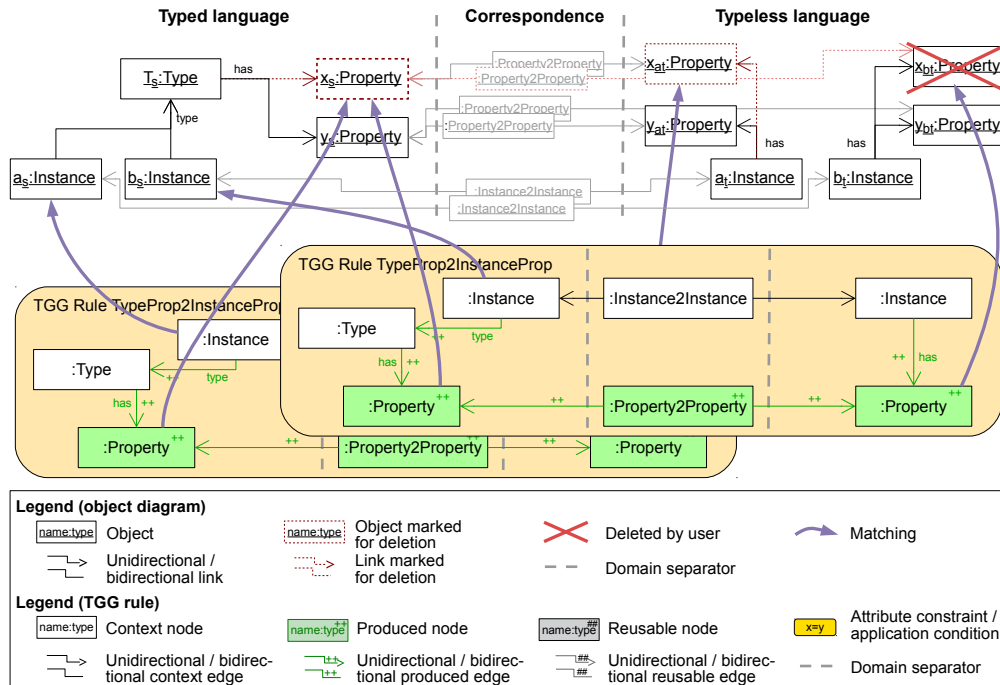 Typed language
Correspondence
Typeless language
Ts:Type
has
xs:Property
:Property2Property
:Property2Property
xat:Property
xbt:Property
type
ys:Property
:Property2Property
:Property2Property
yat:Property
ybt:Property
has
has
as:Instance
bs:Instance
:Instance2Instance
:Instance2Instance
at:Instance
bt:Instance
TGG Rule TypeProp2InstanceProp
:Instance
:Instance2Instance
:Instance
:Type
++
type
has
++
++
has
:Property
++
++
:Property2Property
++
++
:Property
++
TGG Rule TypeProp2InstanceProp
:Instance
:Type
++
type
has
++
:Property
++
++
:Property2Property
++
:Property
Legend (object diagram)
name:type
Object
name:type
Object marked
for deletion
Deleted by user
Matching
Unidirectional /
bidirectional link
Link marked
for deletion
Domain separator
Legend (TGG rule)
name:type
Context node
name:type
++
Produced node
name:type
##
Reusable node
x=y
Attribute constraint /
application condition
Unidirectional / bidirec-
tional context edge
++
++
Unidirectional / bidirec-
tional produced edge
##
##
Unidirectional / bidirec-
tional reusable edge
Domain separator